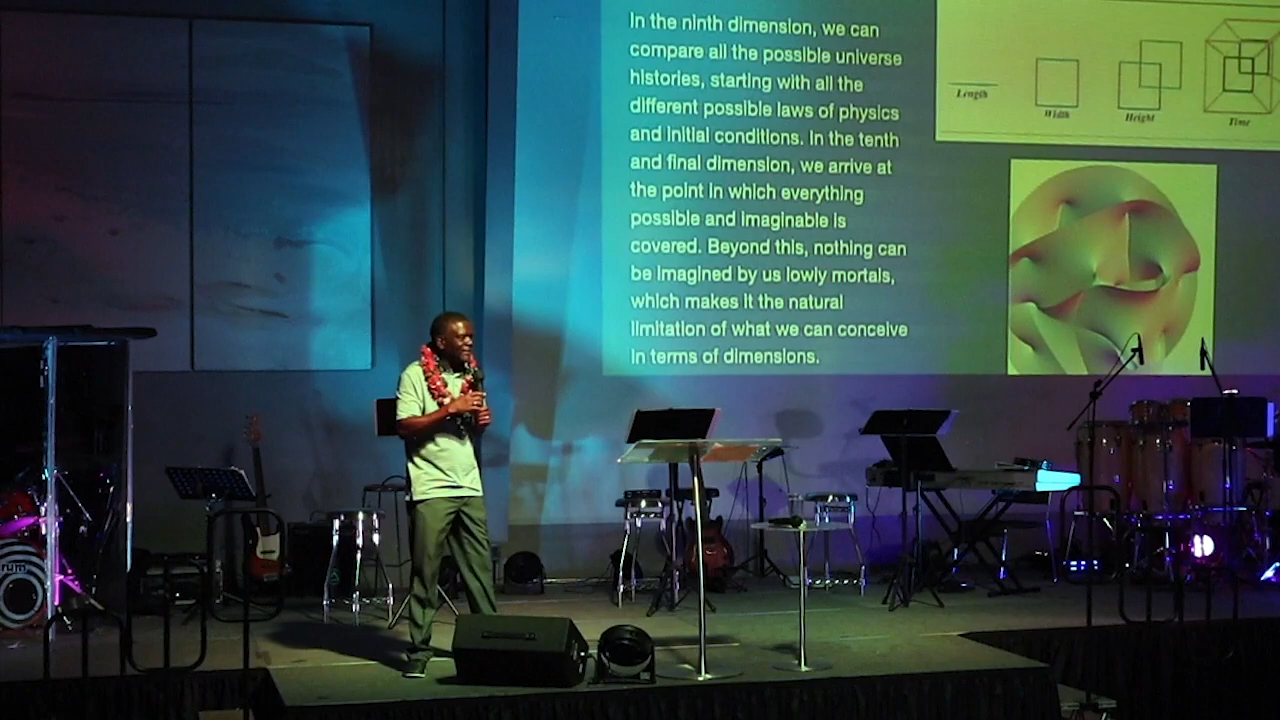 In the ninth dimension, we can
compare all the possible universe
histories, starting with all the
different possible laws of physics
and initial conditions. In the tenth
and final dimension, we arrive at
the point in which everything
possible and imaginable is
covered. Beyond this, nothing can
be imagined by us lowly mortals,
which makes it the natural
limitation of what we can conceive
in terms of dimensions.
Length
Width
Height
Time
rum